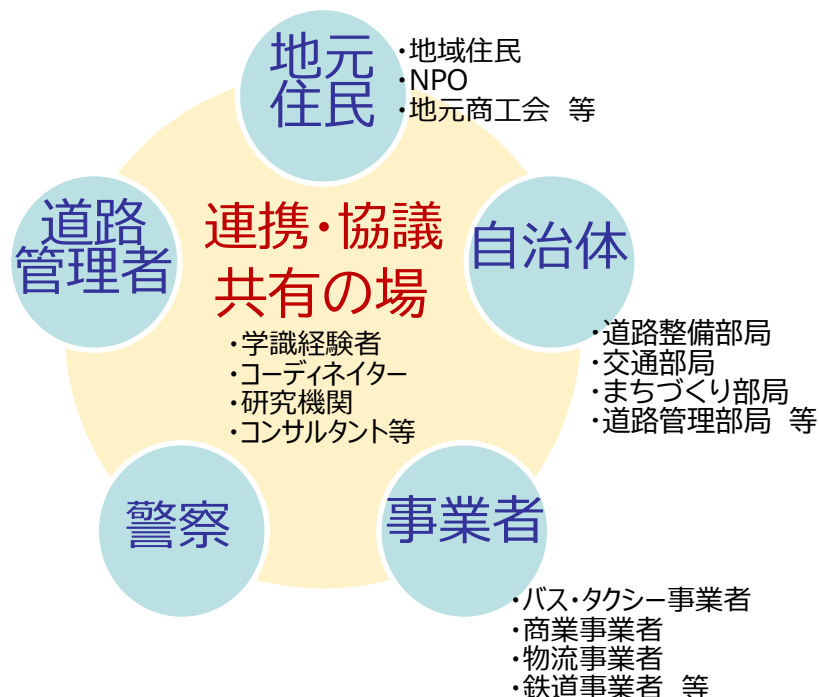 地元
住民
・地域住民
・NPO
・地元商工会 等
道路
管理者
連携・協議
共有の場
・学識経験者
・コーディネイター
・研究機関
・コンサルタント等
自治体
・道路整備部局
・交通部局
・まちづくり部局
・道路管理部局 等
警察
事業者
・バス・タクシー事業者
・商業事業者
・物流事業者
・鉄道事業者 等